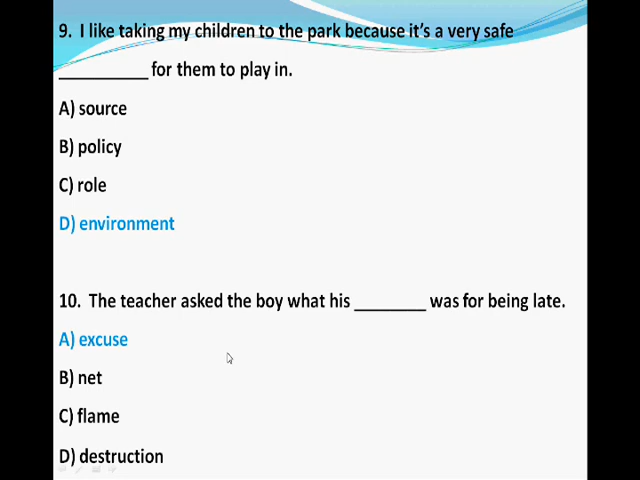 9. I like taking my children to the park because it's a very safe
__________ for them to play in.
A) source
B) policy
C) role
D) environment
10. The teacher asked the boy what his ________ was for being late.
A) excuse
B) net
C) flame
D) destruction